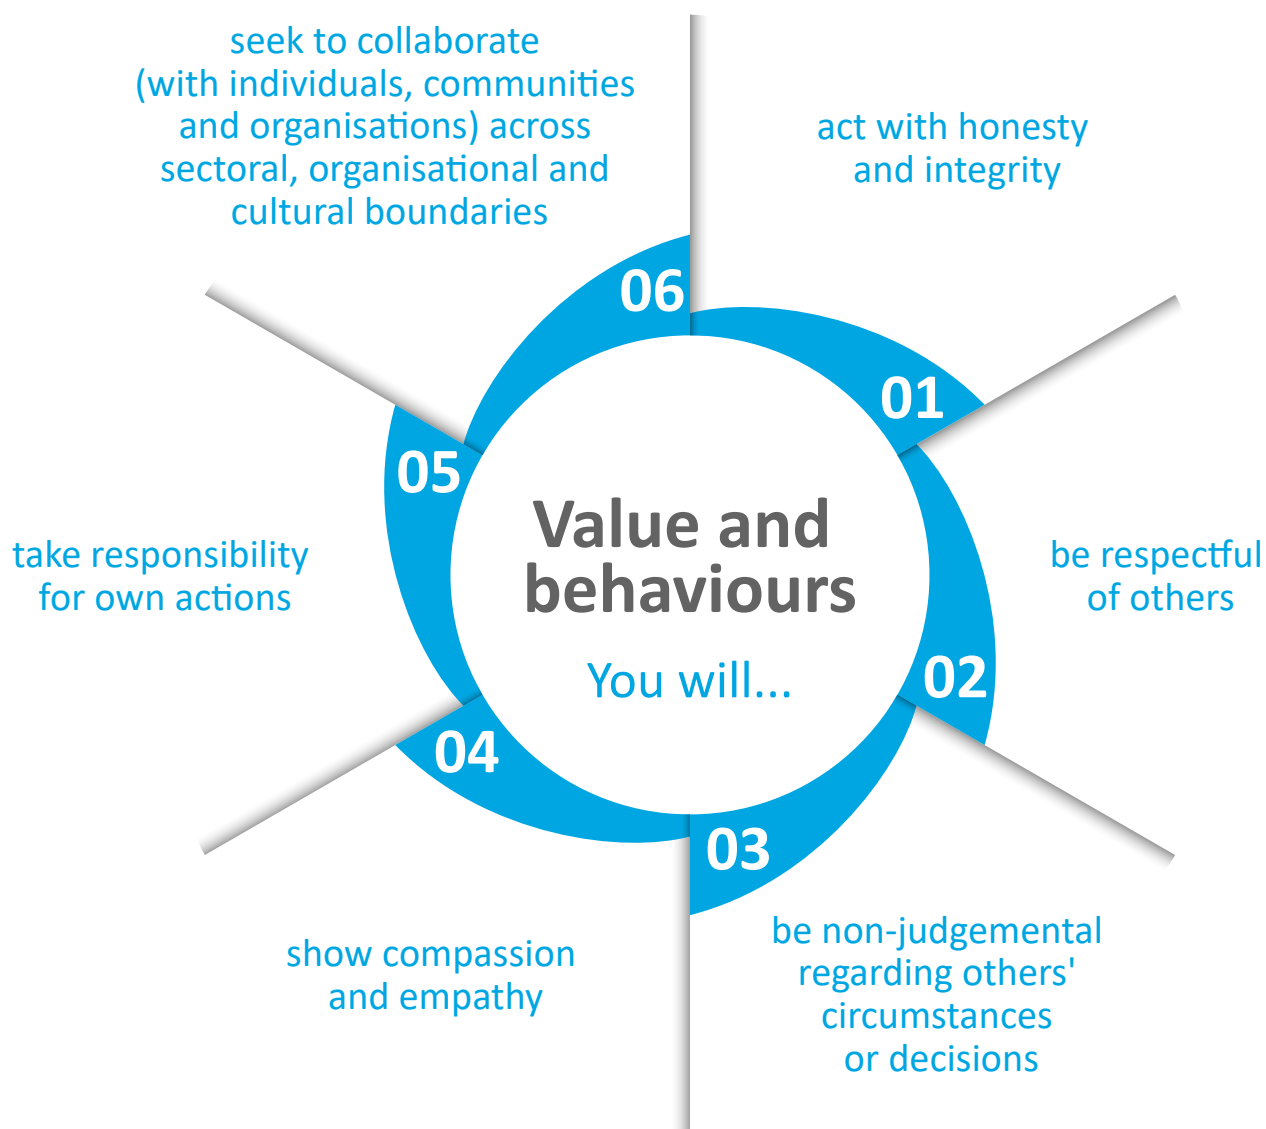 Value and
behaviours
You will...
01
act with honesty
and integrity
02
be respectful
of others
03
be non-judgemental
regarding others'
circumstances
or decisions
04
show compassion
and empathy
05
take responsibility
for own actions
06
seek to collaborate
(with individuals, communities
and organisations) across
sectoral, organisational and
cultural boundaries